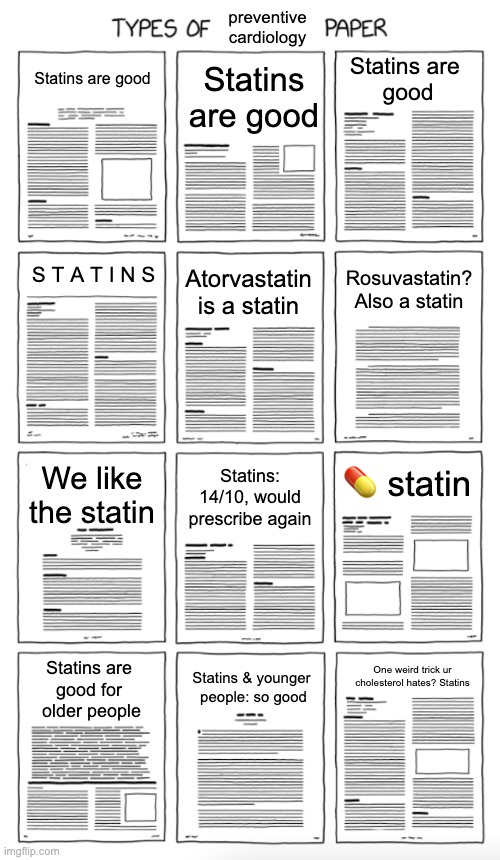 TYPES OF preventive cardiology PAPER
Statins are good
Statins
are good
Statins are
good
S T A T I N S
Atorvastatin
is a statin
Rosuvastatin?
Also a statin
We like
the statin
Statins:
14/10, would
prescribe again
💊 statin
Statins are
good for
older people
Statins & younger
people: so good
One weird trick ur
cholesterol hates? Statins
imgflip.com